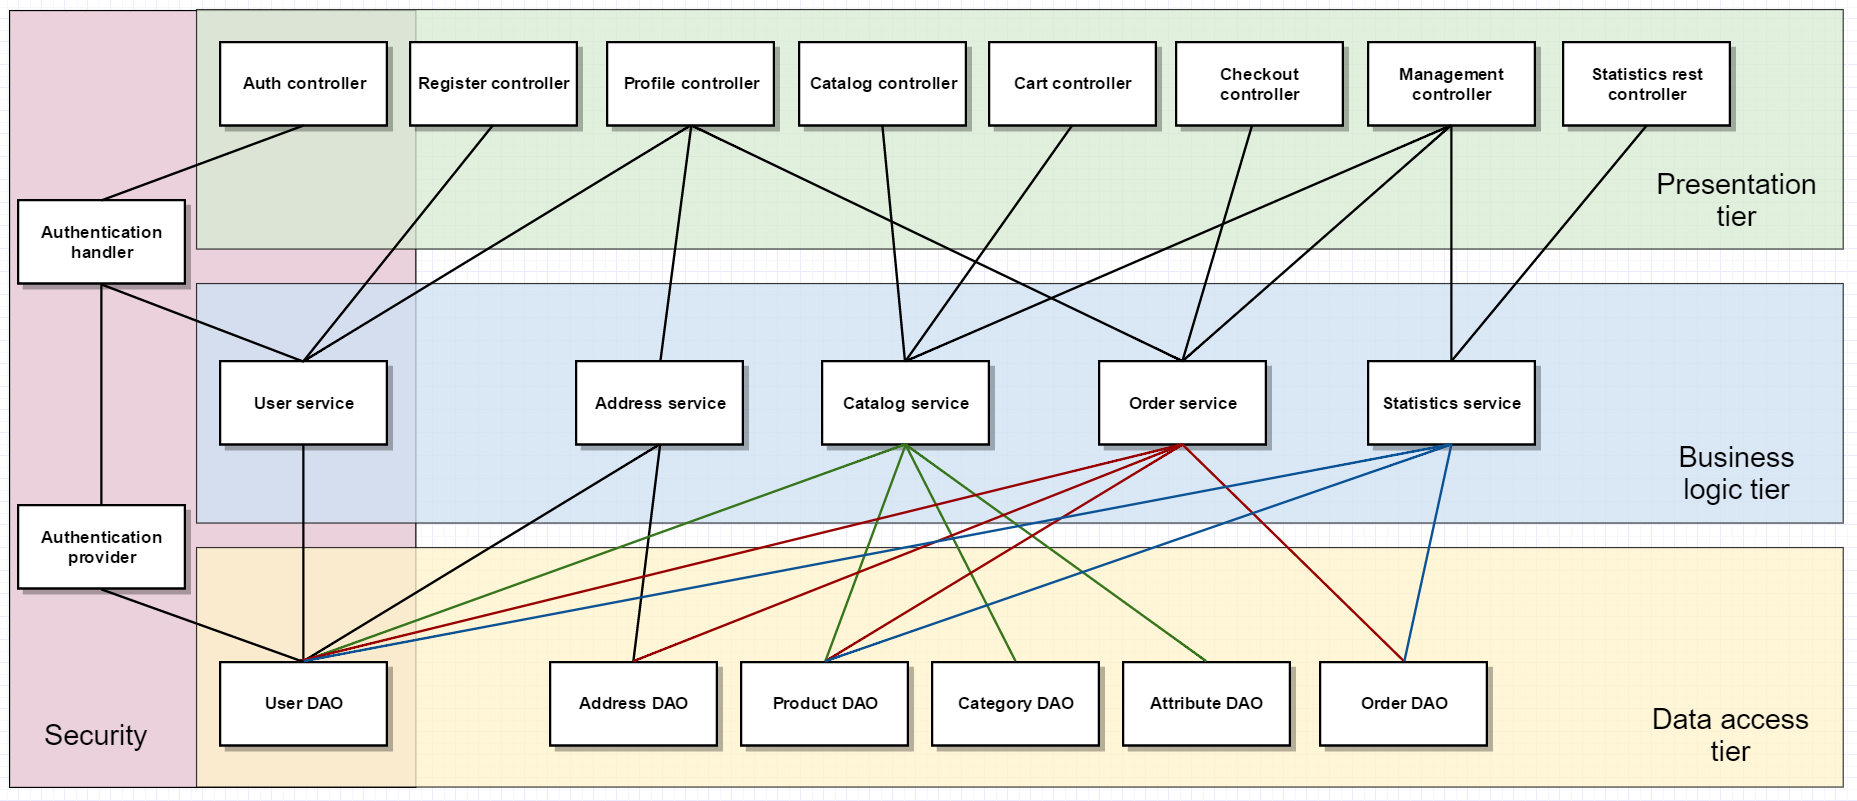 Auth controller
Register controller
Profile controller
Catalog controller
Cart controller
Checkout
controller
Management
controller
Statistics rest
controller
Presentation
tier
Authentication
handler
User service
Address service
Catalog service
Order service
Statistics service
Business
logic tier
Authentication
provider
User DAO
Address DAO
Product DAO
Category DAO
Attribute DAO
Order DAO
Security
Data access
tier